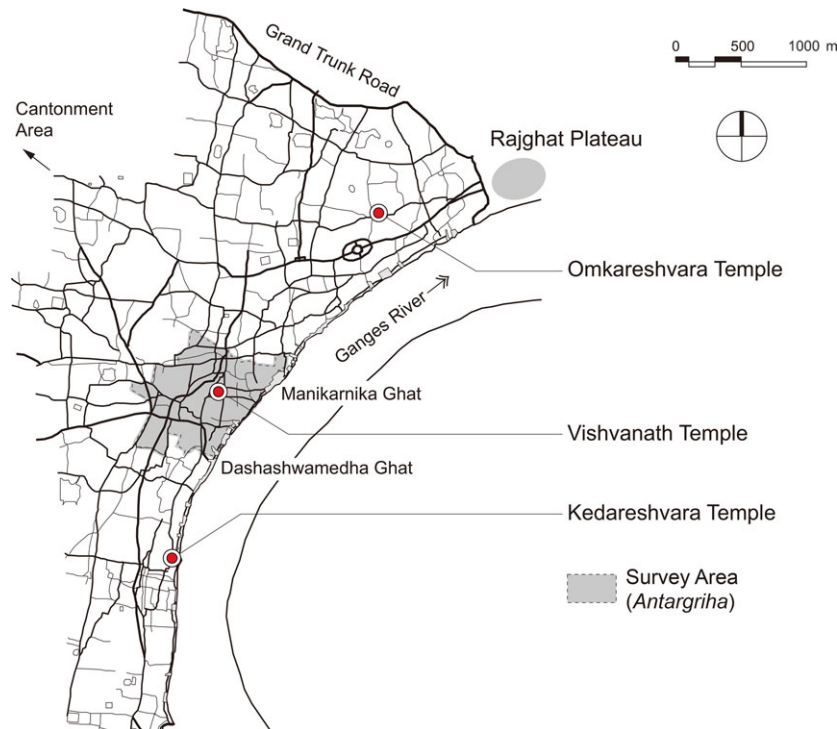 0 500 1000 m
Grand Trunk Road
Cantonment
Area
Rajghat Plateau
Omkareshvara Temple
Ganges River
Manikarnika Ghat
Vishvanath Temple
Dashashwamedha Ghat
Kedareshvara Temple
Survey Area
(Antargriha)